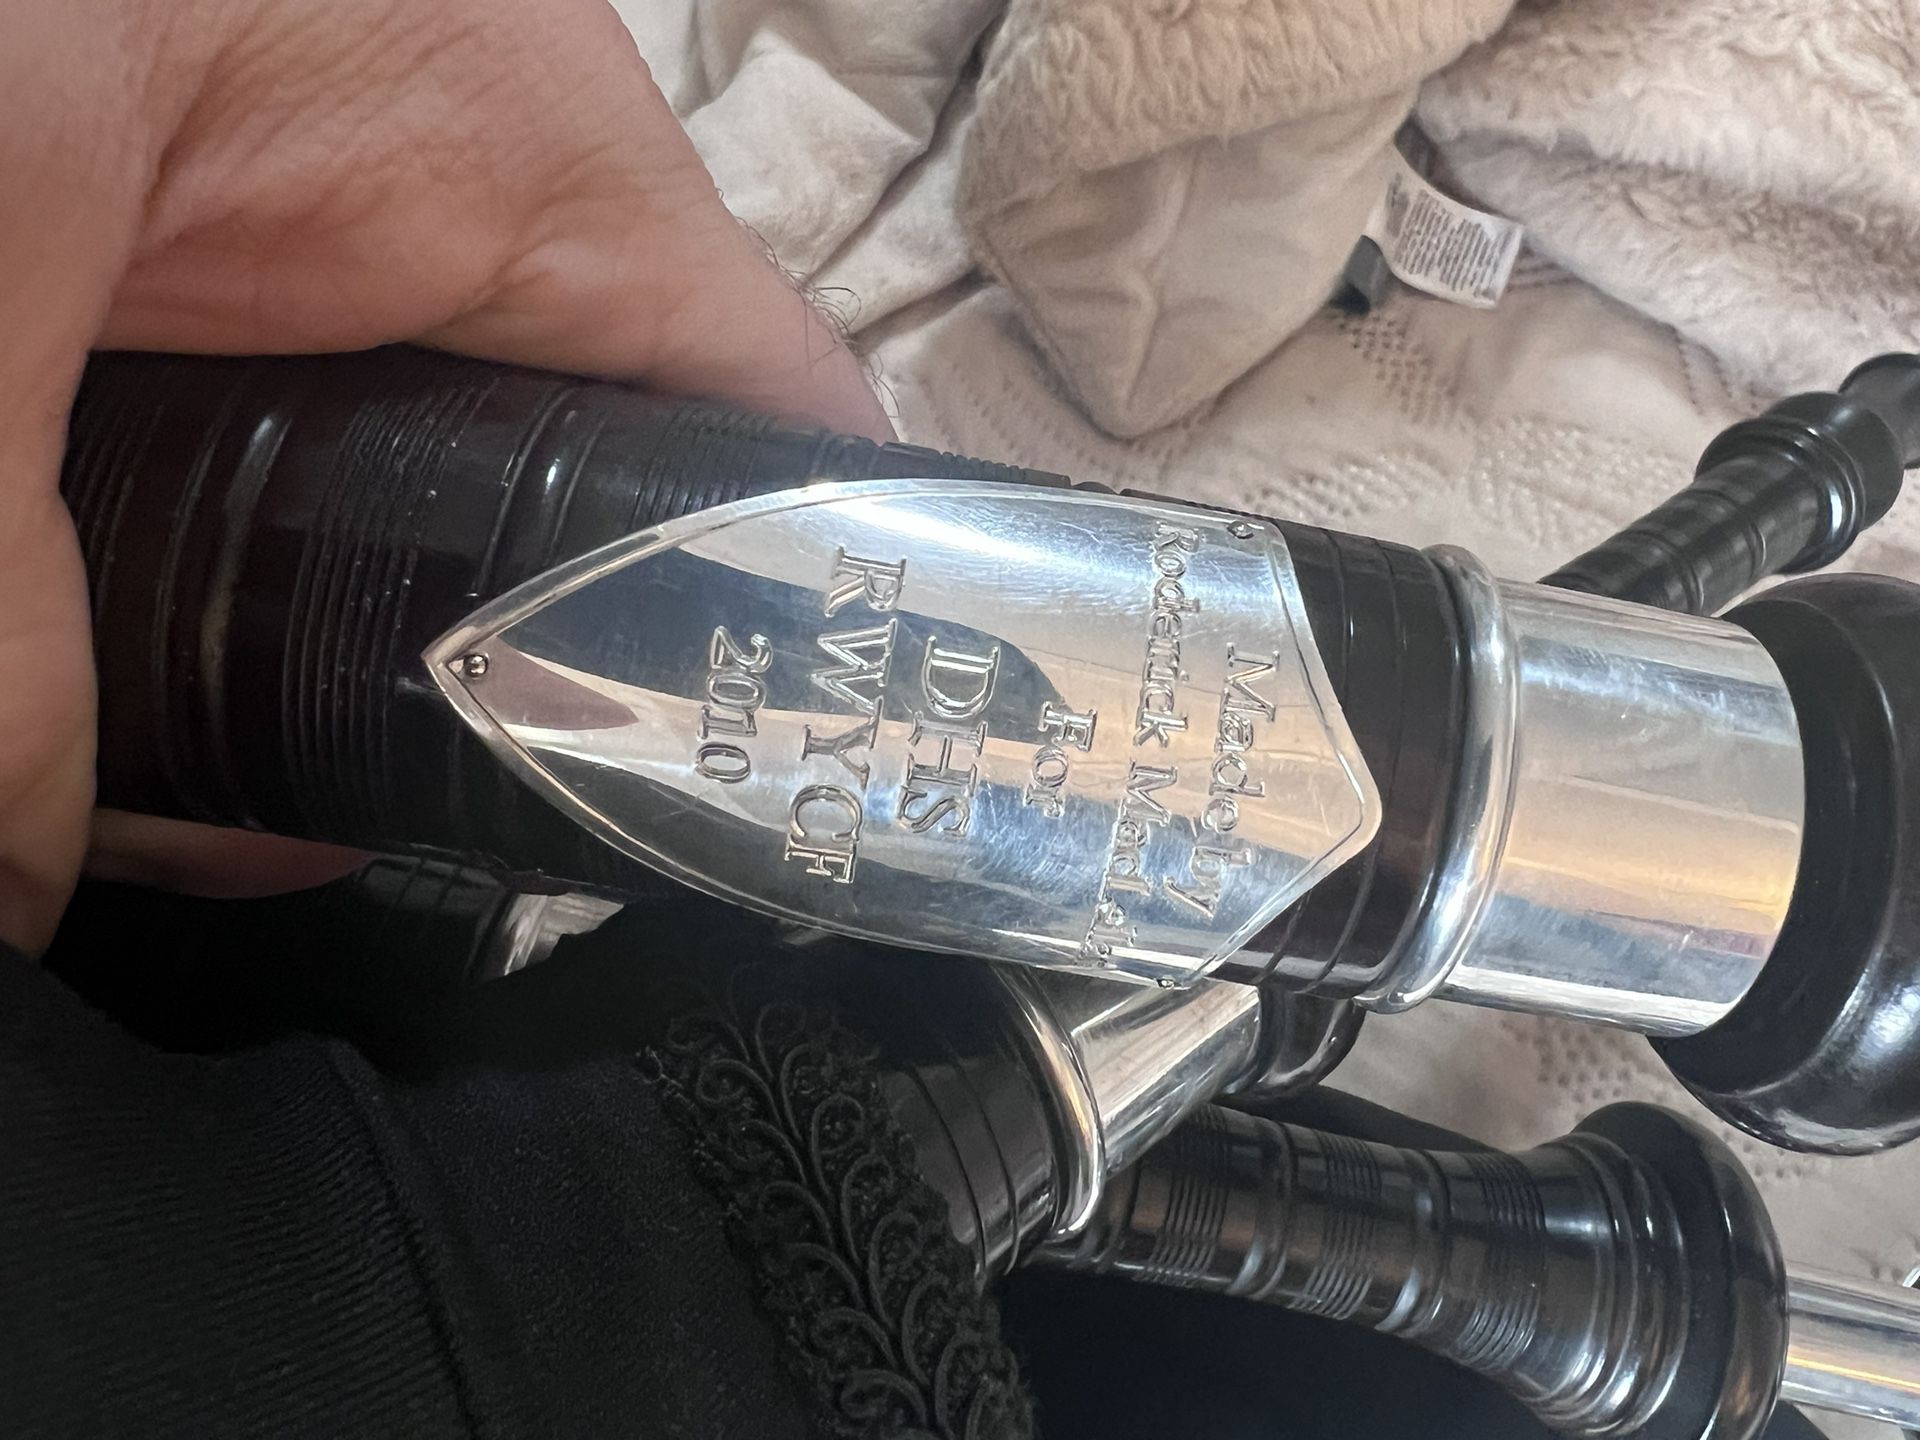 Made by
Roderick MacLeod
For
DHS
RWYCF
2010